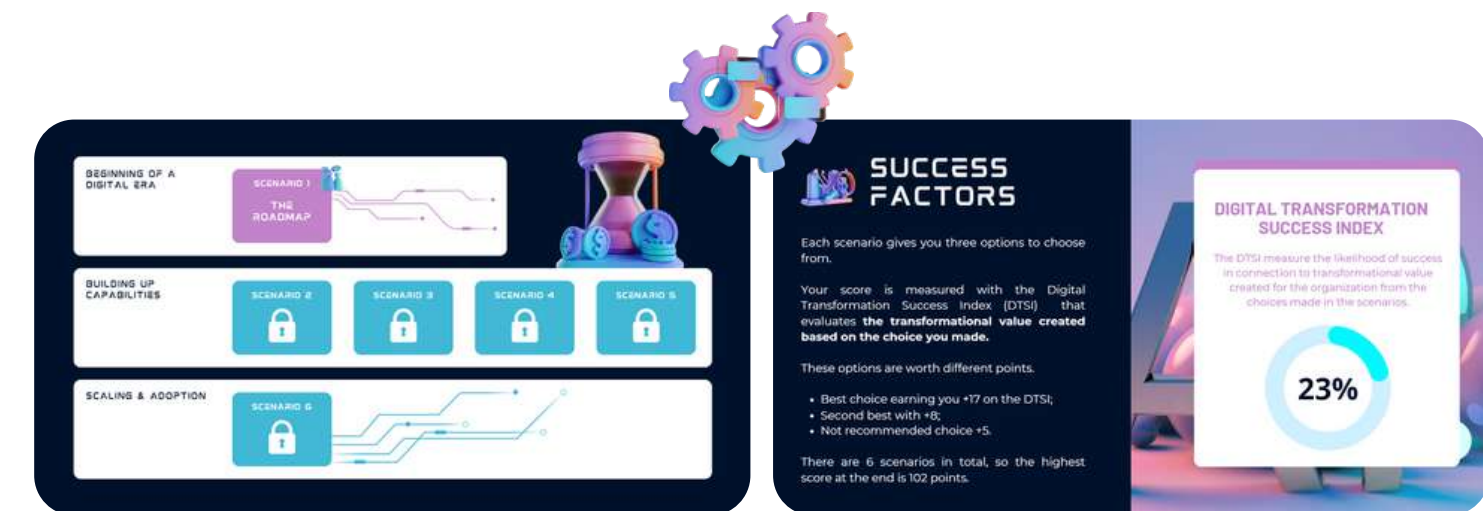 BEGINNING OF A
DIGITAL ERA
SCENARIO 1
THE
ROADMAP
BUILDING UP
CAPABILITIES
SCENARIO 2
SCENARIO 3
SCENARIO 4
SCENARIO 5
SCALING & ADOPTION
SCENARIO 6
SUCCESS
FACTORS
Each scenario gives you three options to choose
from.
Your score is measured with the Digital
Transformation Success Index (DTSI) that
evaluates the transformational value created
based on the choice you made.
These options are worth different points.
• Best choice earning you +17 on the DTSI;
• Second best with +8;
• Not recommended choice +5.
There are 6 scenarios in total, so the highest
score at the end is 102 points.
DIGITAL TRANSFORMATION
SUCCESS INDEX
The DTSI measure the likelihood of success
in connection to transformational value
created for the organization from the
choices made in the scenarios.
23%